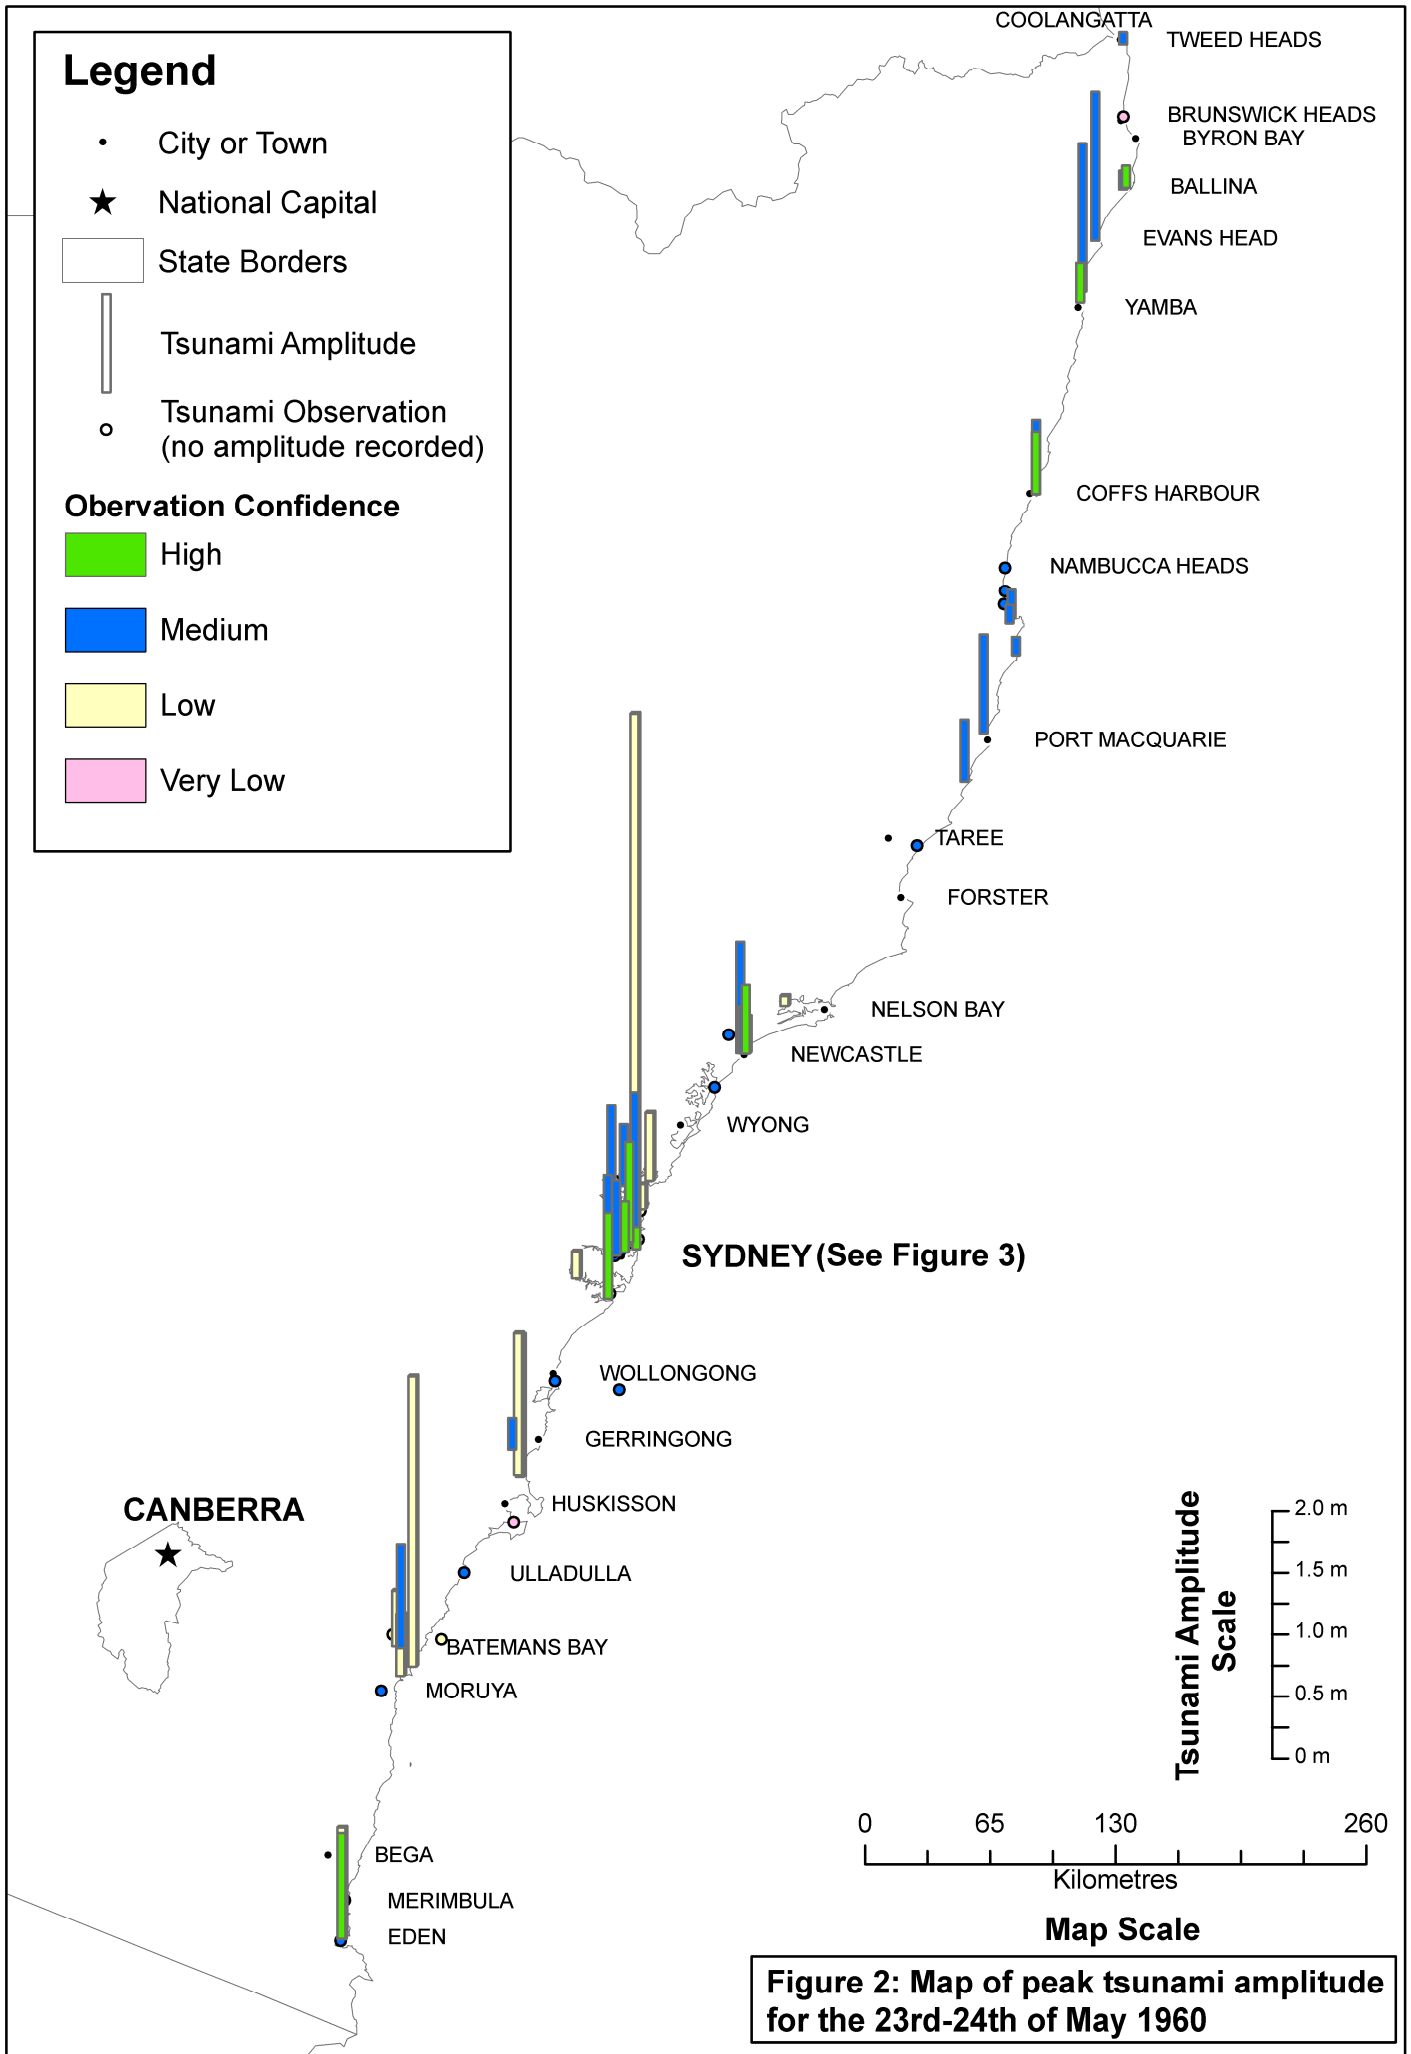 COOLANGATTA
TWEED HEADS
Legend
City or Town
National Capital
State Borders
Tsunami Amplitude
Tsunami Observation
(no amplitude recorded)
Obervation Confidence
High
Medium
Low
Very Low
BRUNSWICK HEADS
BYRON BAY
BALLINA
EVANS HEAD
YAMBA
COFFS HARBOUR
NAMBUCCA HEADS
PORT MACQUARIE
TAREE
FORSTER
NELSON BAY
NEWCASTLE
WYONG
SYDNEY (See Figure 3)
WOLLONGONG
GERRINGONG
HUSKISSON
CANBERRA
ULLADULLA
BATEMANS BAY
MORUYA
BEGA
MERIMBULA
EDEN
Tsunami Amplitude
Scale
2.0 m
1.5 m
1.0 m
0.5 m
0 m
0 65 130 260
Kilometres
Map Scale
Figure 2: Map of peak tsunami amplitude
for the 23rd-24th of May 1960